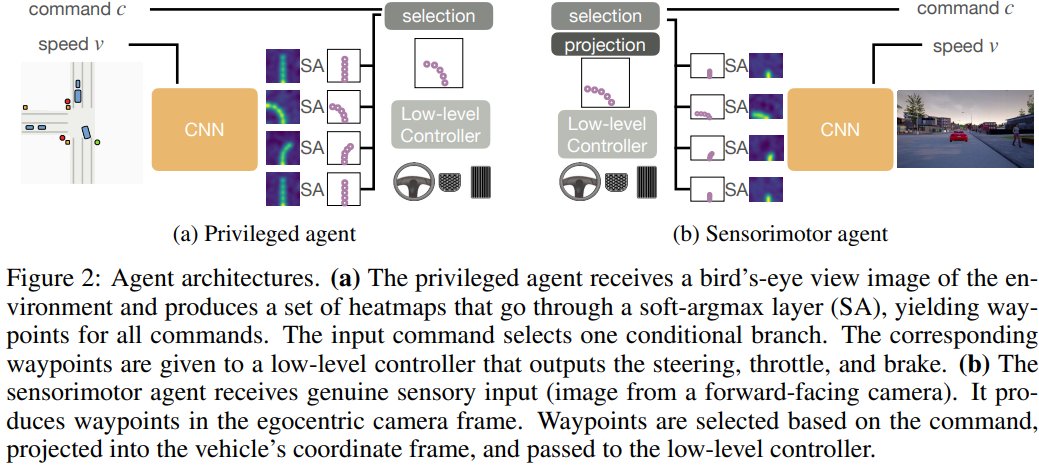 command c
speed v
CNN
SA
SA
SA
SA
selection
Low-level
Controller
(a) Privileged agent
selection
projection
Low-level
Controller
SA
SA
SA
SA
CNN
command c
speed v
(b) Sensorimotor agent
Figure 2: Agent architectures. (a) The privileged agent receives a bird's-eye view image of the en-
vironment and produces a set of heatmaps that go through a soft-argmax layer (SA), yielding way-
points for all commands. The input command selects one conditional branch. The corresponding
waypoints are given to a low-level controller that outputs the steering, throttle, and brake. (b) The
sensorimotor agent receives genuine sensory input (image from a forward-facing camera). It pro-
duces waypoints in the egocentric camera frame. Waypoints are selected based on the command,
projected into the vehicle's coordinate frame, and passed to the low-level controller.